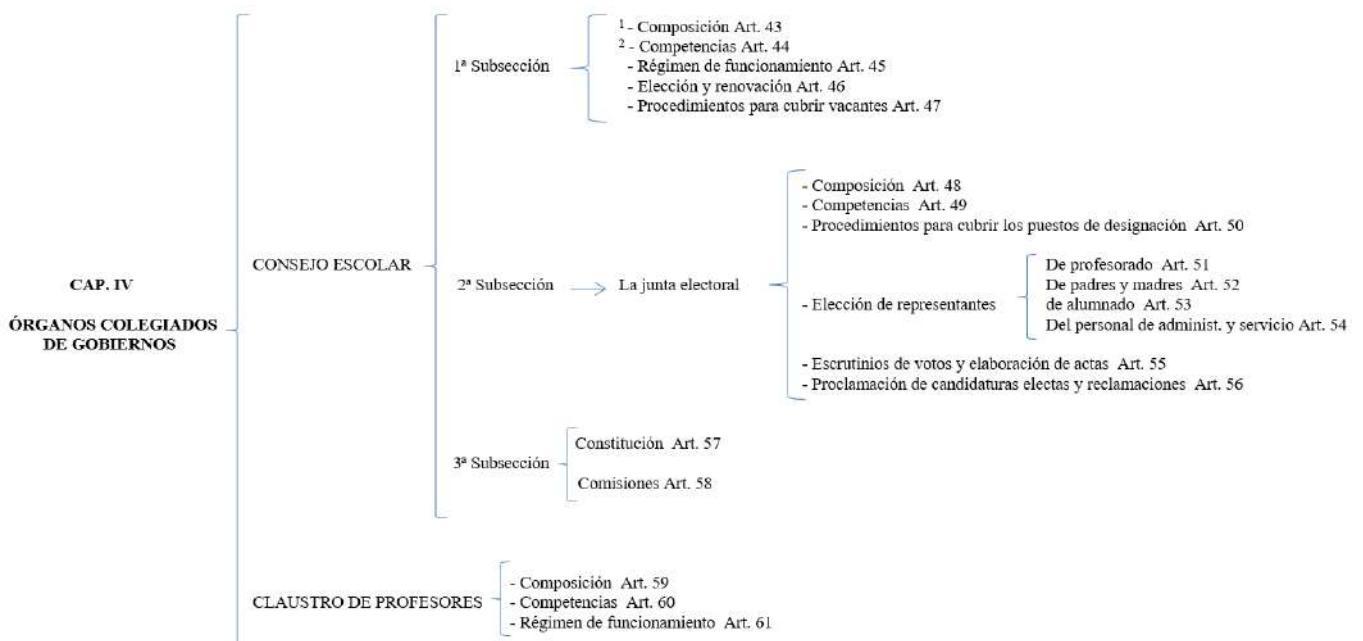 CAP. IV
ÓRGANOS COLEGIADOS
DE GOBIERNOS
CONSEJO ESCOLAR
1ª Subsección
1 - Composición Art. 43
2 - Competencias Art. 44
- Régimen de funcionamiento Art. 45
- Elección y renovación Art. 46
- Procedimientos para cubrir vacantes Art. 47
2ª Subsección
La junta electoral
- Composición Art. 48
- Competencias Art. 49
- Procedimientos para cubrir los puestos de designación Art. 50
- Elección de representantes
De profesorado Art. 51
De padres y madres Art. 52
de alumnado Art. 53
Del personal de administ. y servicio Art. 54
- Escrutinios de votos y elaboración de actas Art. 55
- Proclamación de candidaturas electas y reclamaciones Art. 56
3ª Subsección
Constitución Art. 57
Comisiones Art. 58
CLAUSTRO DE PROFESORES
- Composición Art. 59
- Competencias Art. 60
- Régimen de funcionamiento Art. 61